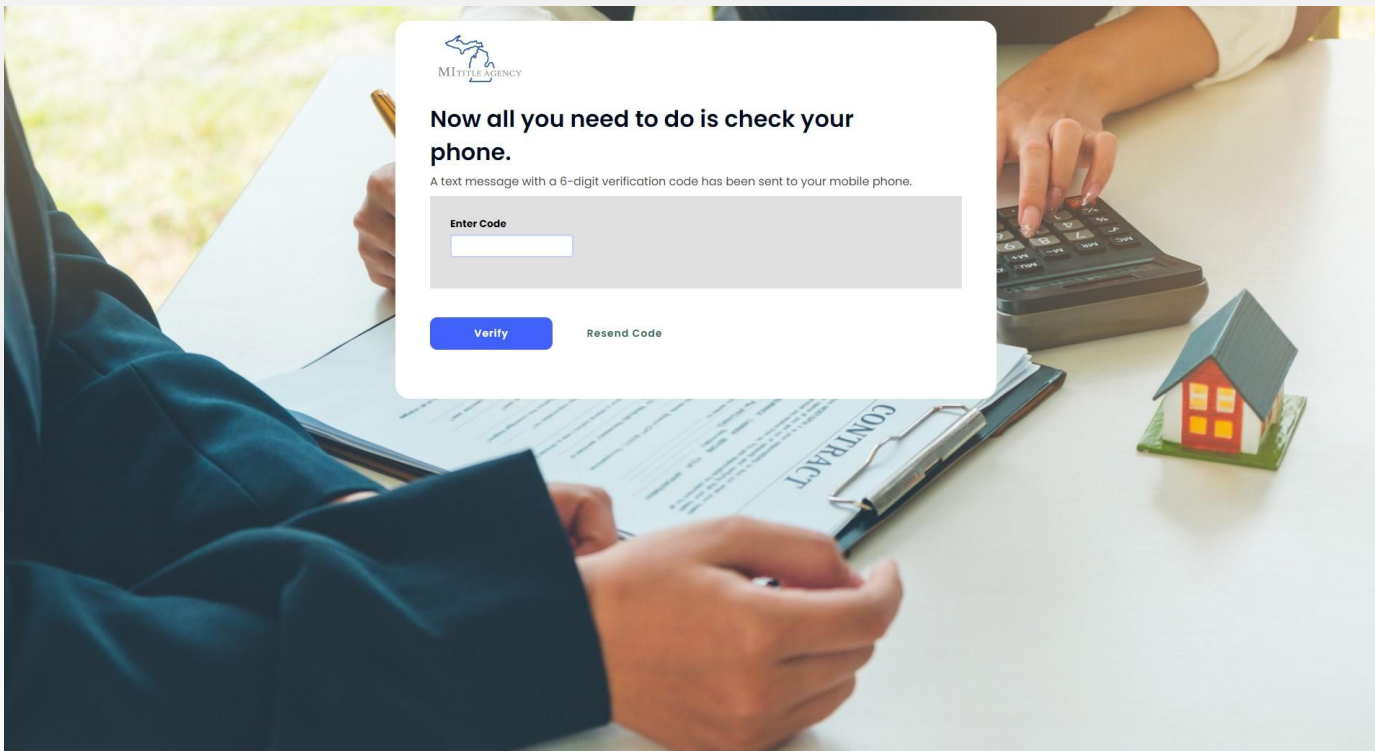 MI TITLE AGENCY
Now all you need to do is check your
phone.
A text message with a 6-digit verification code has been sent to your mobile phone.
Enter Code
Verify
Resend Code
CONTRACT